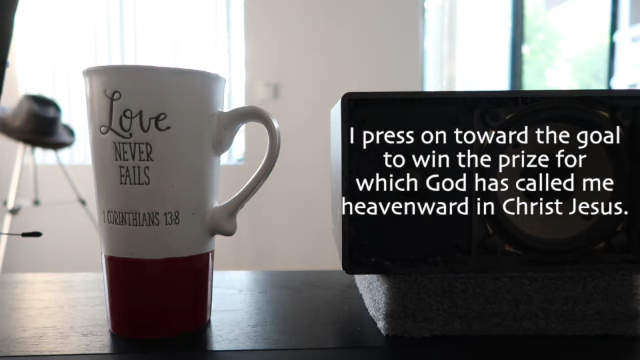 Love
NEVER
FAILS
1 CORINTHIANS 13:8
I press on toward the goal
to win the prize for
which God has called me
heavenward in Christ Jesus.